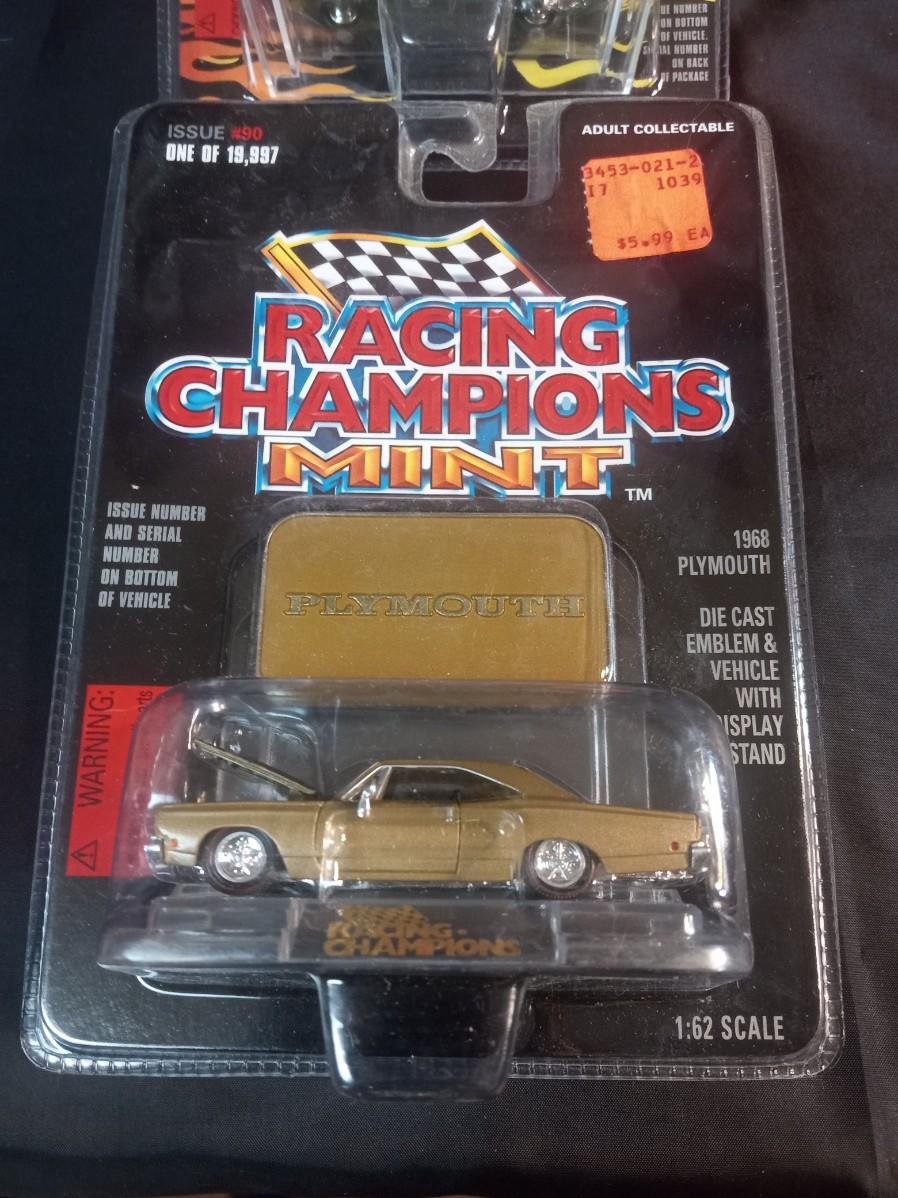 UE NUMBER
ON BOTTOM
OF VEHICLE.
NUMBER
ON BACK
OF PACKAGE
ISSUE #90
ONE OF 19,997
ADULT COLLECTABLE
3453-021-2
I7 1039
$5.99 EA
RACING
CHAMPIONS
MINT
TM
ISSUE NUMBER
AND SERIAL
NUMBER
ON BOTTOM
OF VEHICLE
1968
PLYMOUTH
DIE CAST
EMBLEM &
VEHICLE
WITH
DISPLAY
STAND
PLYMOUTH
WARNING:
RACING
CHAMPIONS
1:62 SCALE